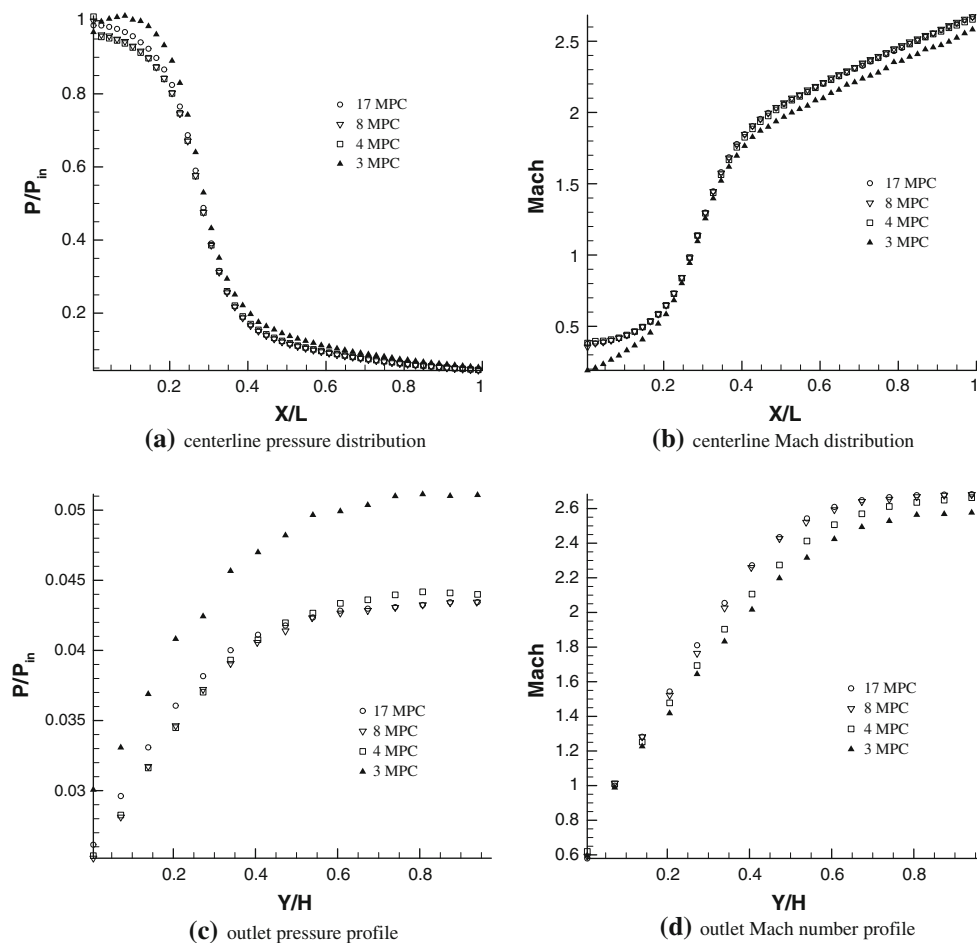 1
0.8
0.6
0.4
0.2
P/Pin
17 MPC
8 MPC
4 MPC
3 MPC
0.2
0.4
0.6
0.8
1
X/L
(a) centerline pressure distribution
2.5
2
1.5
1
0.5
Mach
17 MPC
8 MPC
4 MPC
3 MPC
0.2
0.4
0.6
0.8
1
X/L
(b) centerline Mach distribution
0.05
0.045
0.04
0.035
0.03
P/Pin
17 MPC
8 MPC
4 MPC
3 MPC
0.2
0.4
0.6
0.8
Y/H
(c) outlet pressure profile
2.6
2.4
2.2
2
1.8
1.6
1.4
1.2
1
0.8
0.6
Mach
17 MPC
8 MPC
4 MPC
3 MPC
0.2
0.4
0.6
0.8
Y/H
(d) outlet Mach number profile